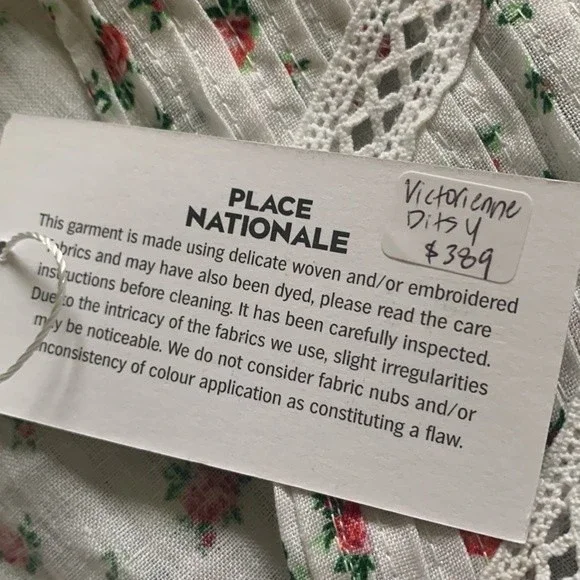 PLACE
NATIONALE
Victorienne
Ditsy
$389
This garment is made using delicate woven and/or embroidered
fabrics and may have also been dyed, please read the care
instructions before cleaning. It has been carefully inspected.
Due to the intricacy of the fabrics we use, slight irregularities
may be noticeable. We do not consider fabric nubs and/or
inconsistency of colour application as constituting a flaw.